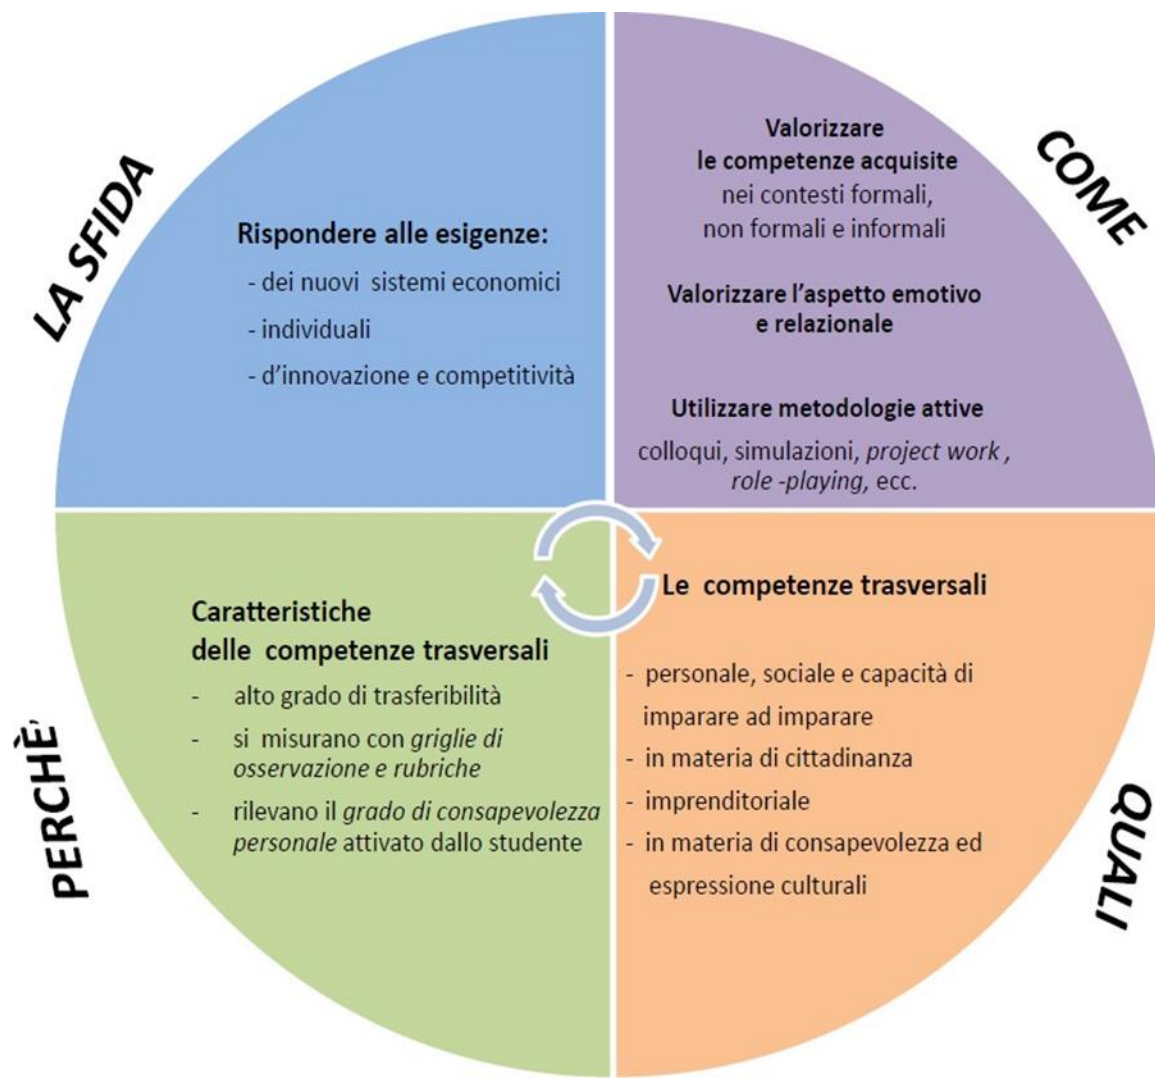 LA SFIDA
Rispondere alle esigenze:
- dei nuovi sistemi economici
- individuali
- d'innovazione e competitività
COME
Valorizzare
le competenze acquisite
nei contesti formali,
non formali e informali
Valorizzare l'aspetto emotivo
e relazionale
Utilizzare metodologie attive
colloqui, simulazioni, project work ,
role -playing, ecc.
PERCHÈ
Caratteristiche
delle competenze trasversali
- alto grado di trasferibilità
- si misurano con griglie di
osservazione e rubriche
- rilevano il grado di consapevolezza
personale attivato dallo studente
QUALI
Le competenze trasversali
- personale, sociale e capacità di
imparare ad imparare
- in materia di cittadinanza
- imprenditoriale
- in materia di consapevolezza ed
espressione culturali